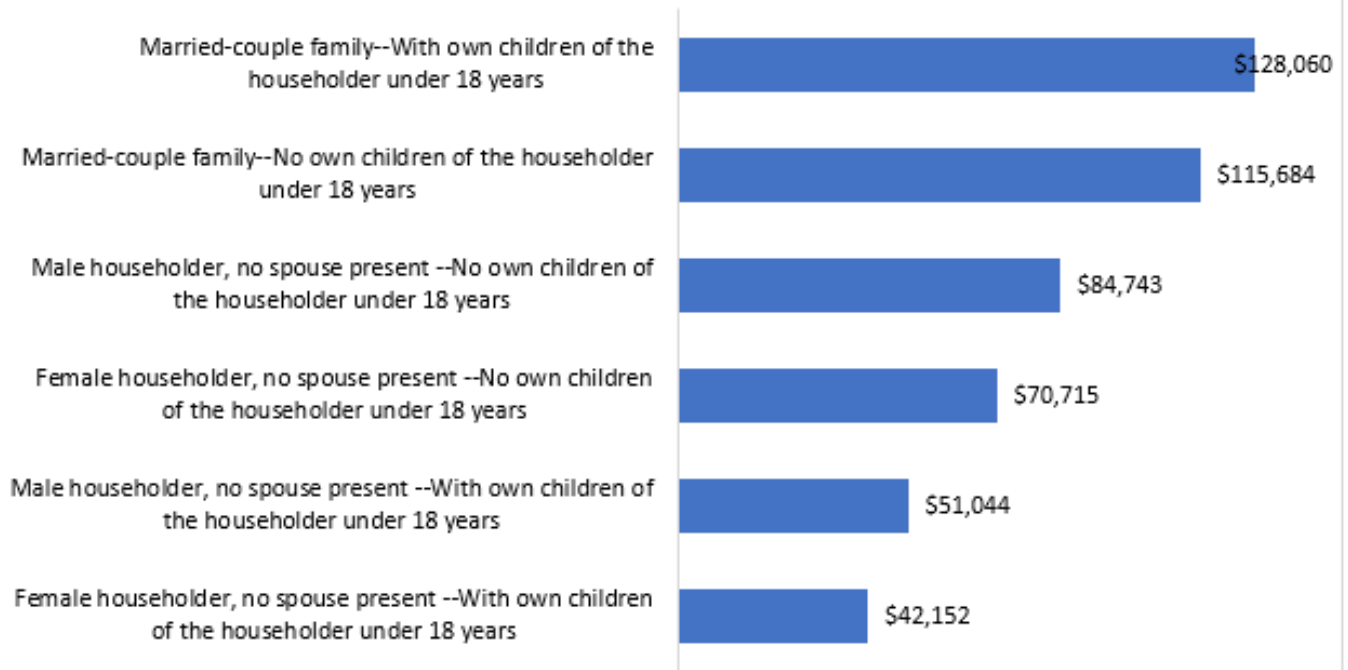 Married-couple family--With own children of the
householder under 18 years
$128,060
Married-couple family--No own children of the householder
under 18 years
$115,684
Male householder, no spouse present --No own children of
the householder under 18 years
$84,743
Female householder, no spouse present --No own children
of the householder under 18 years
$70,715
Male householder, no spouse present --With own children of
the householder under 18 years
$51,044
Female householder, no spouse present --With own children
of the householder under 18 years
$42,152